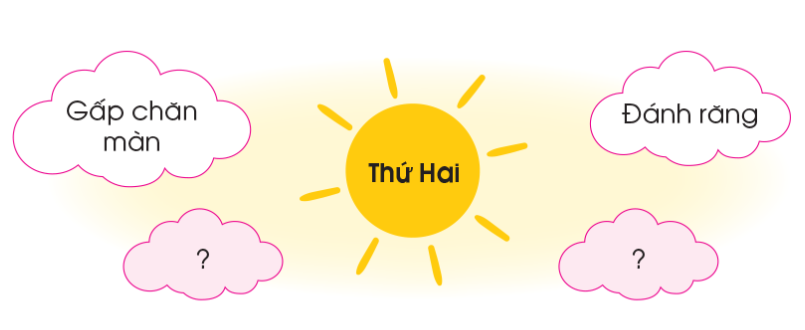 Gấp chăn
màn
Đánh răng
Thứ Hai
?
?